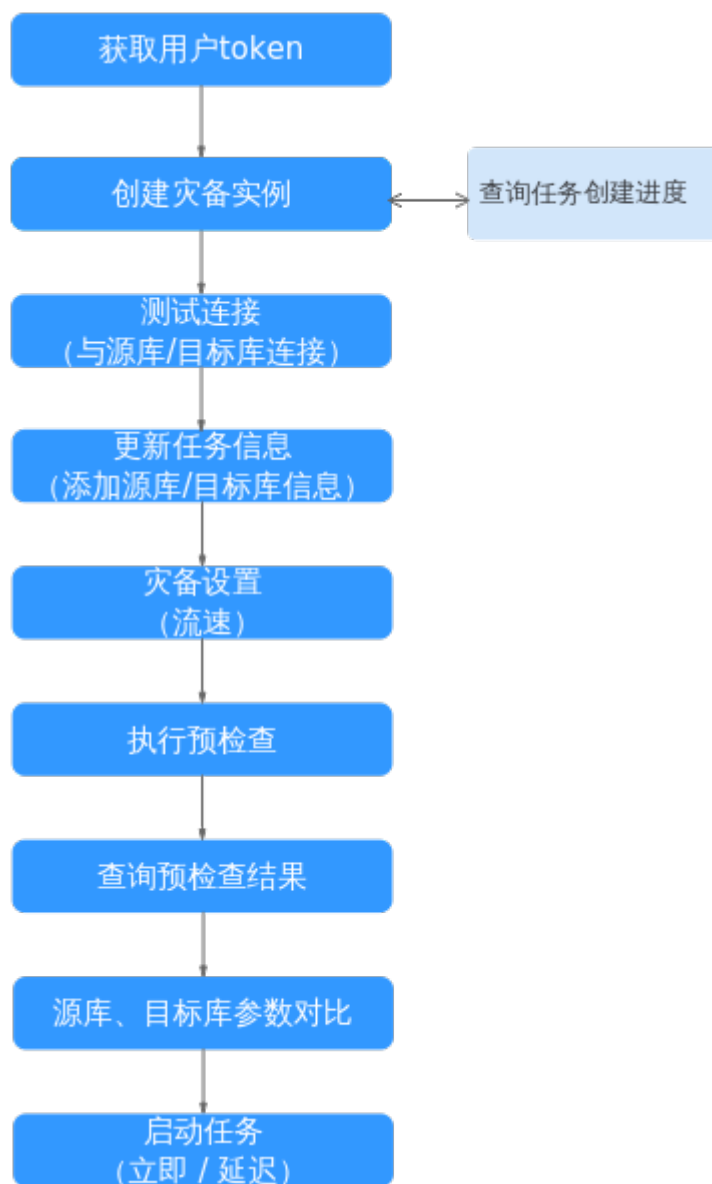 获取用户token
创建灾备实例
查询任务创建进度
测试连接
（与源库/目标库连接）
更新任务信息
（添加源库/目标库信息）
灾备设置
（流速）
执行预检查
查询预检查结果
源库、目标库参数对比
启动任务
（立即 / 延迟）